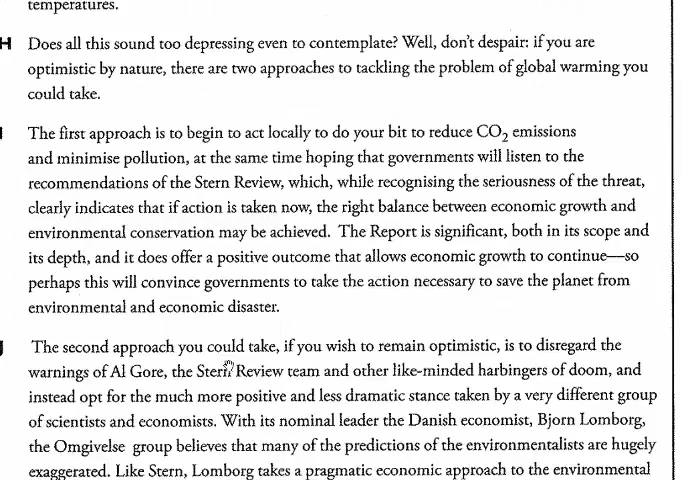 temperatures.
H Does all this sound too depressing even to contemplate? Well, don't despair: if you are
optimistic by nature, there are two approaches to tackling the problem of global warming you
could take.
I The first approach is to begin to act locally to do your bit to reduce CO₂ emissions
and minimise pollution, at the same time hoping that governments will listen to the
recommendations of the Stern Review, which, while recognising the seriousness of the threat,
clearly indicates that if action is taken now, the right balance between economic growth and
environmental conservation may be achieved. The Report is significant, both in its scope and
its depth, and it does offer a positive outcome that allows economic growth to continue—so
perhaps this will convince governments to take the action necessary to save the planet from
environmental and economic disaster.
J The second approach you could take, if you wish to remain optimistic, is to disregard the
warnings of Al Gore, the Stern Review team and other like-minded harbingers of doom, and
instead opt for the much more positive and less dramatic stance taken by a very different group
of scientists and economists. With its nominal leader the Danish economist, Bjorn Lomborg,
the Omgivelse group believes that many of the predictions of the environmentalists are hugely
exaggerated. Like Stern, Lomborg takes a pragmatic economic approach to the environmental